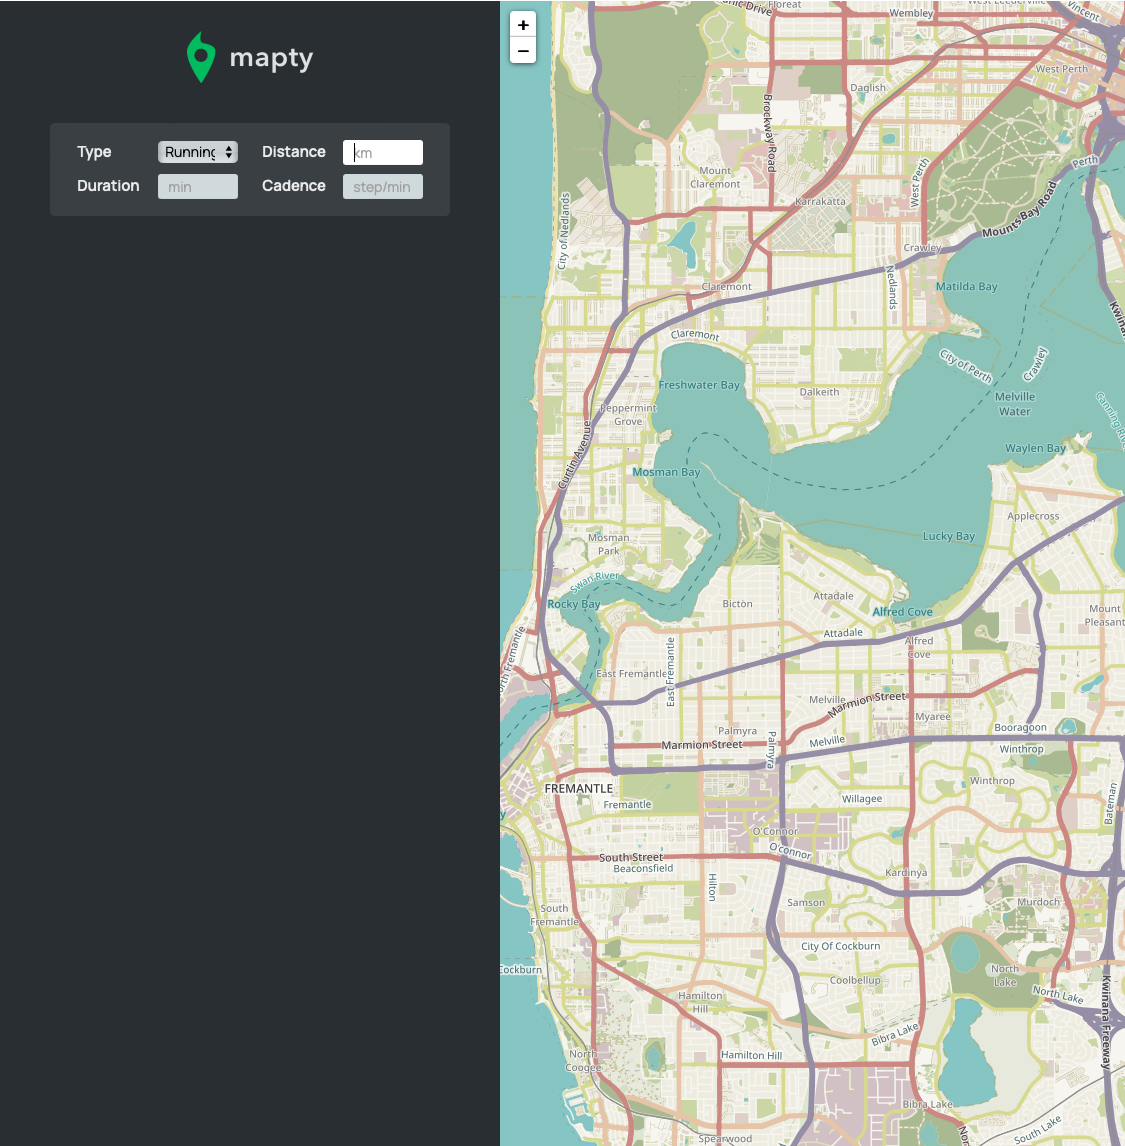 mapty
Type Running Distance km
Duration min Cadence step/min
+
−
Floreat
Wembley
West Leederville
Vincent
West Perth
Daglish
Brockway Road
Mount
Claremont
Karrakatta
West Perth
Perth
Mounts Bay Road
City of Nedlands
Crawley
Nedlands
Matilda Bay
Claremont
Claremont
City of Perth
Crawley
Freshwater Bay
Dalkeith
Melville
Water
Peppermint
Grove
Curtin Avenue
Waylen Bay
Mosman Bay
Applecross
Mosman
Park
Lucky Bay
Swan River
Rocky Bay
Bicton
Attadale
Alfred Cove
Mount
Pleasant
Attadale
Alfred
Cove
East Fremantle
East Fremantle
Melville
Marmion Street
Myaree
Booragoon
Palmyra
Marmion Street
Palmyra
Melville
Winthrop
Winthrop
FREMANTLE
Fremantle
Willagee
Bateman
O'Connor
O'connor
South Street
Beaconsfield
Kardinya
Hilton
Samson
Murdoch
South
Fremantle
City Of Cockburn
Cockburn
Coolbellup
North
Lake
North Lake
Hamilton
Hill
Kwinana Freeway
Bibra Lake
North
Coogee
Hamilton Hill
Bibra Lake
South Lake
Spearwood